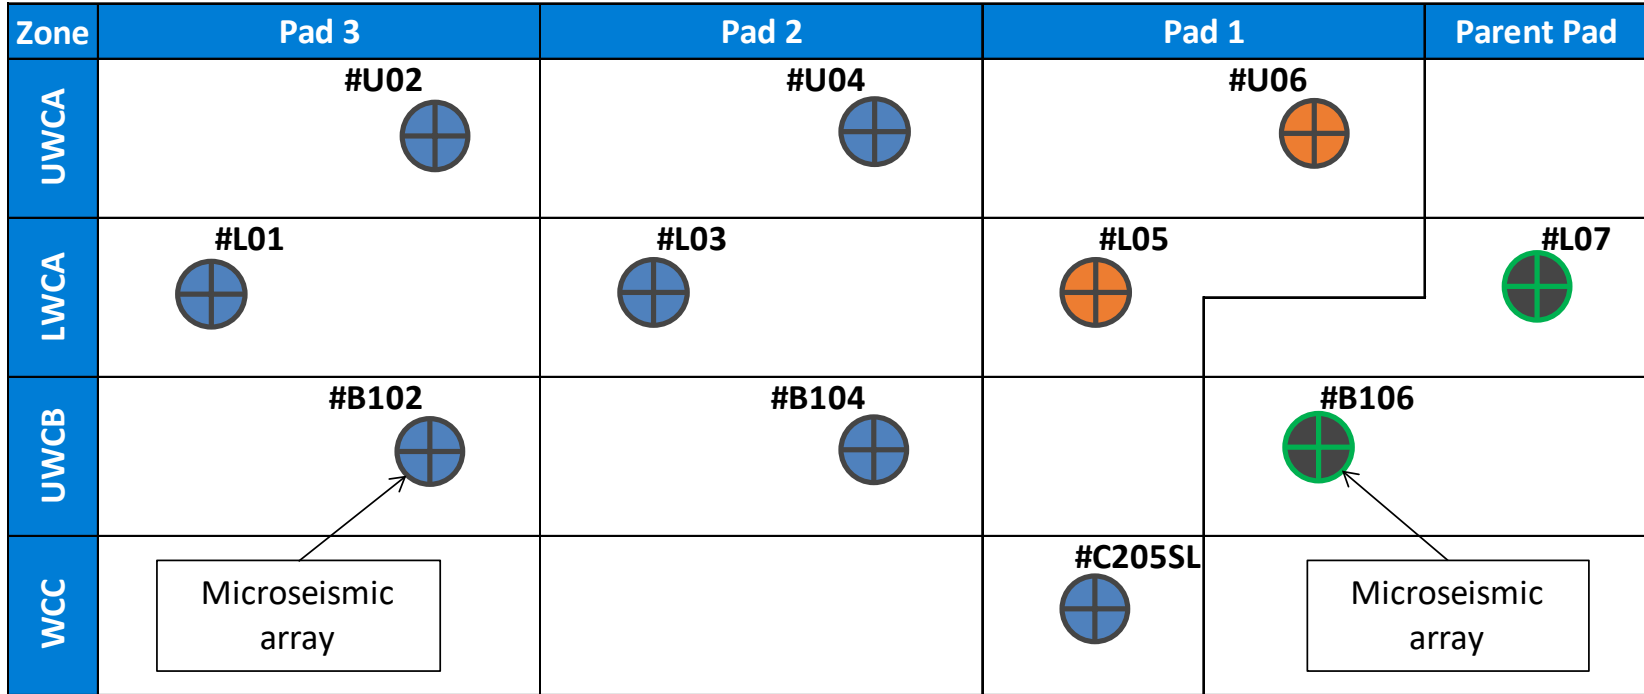 Zone Pad 3 Pad 2 Pad 1 Parent Pad
UWCA #U02 #U04 #U06
LWCA #L01 #L03 #L05 #L07
UWCB #B102 #B104 #B106
WCC #C205SL
Microseismic
array
Microseismic
array